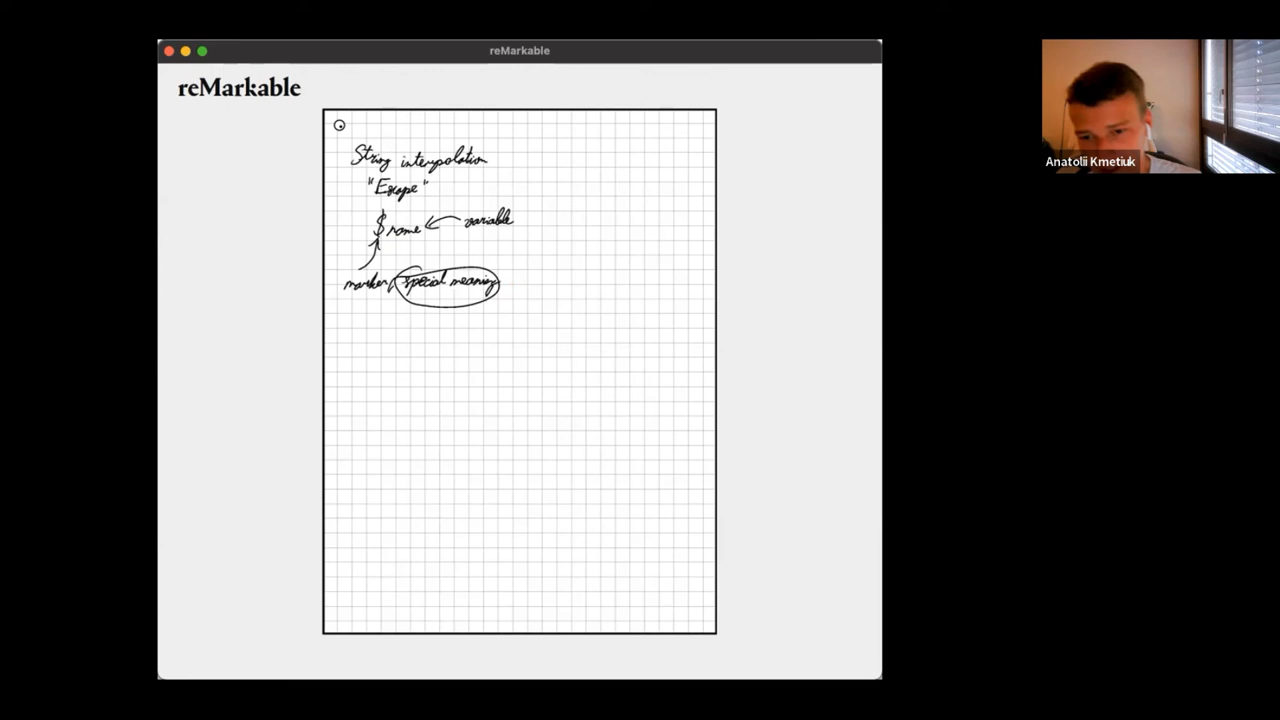 reMarkable
reMarkable
String interpolation
"Escape"
$name ← variable
marker, special meaning
Anatolii Kmetiuk